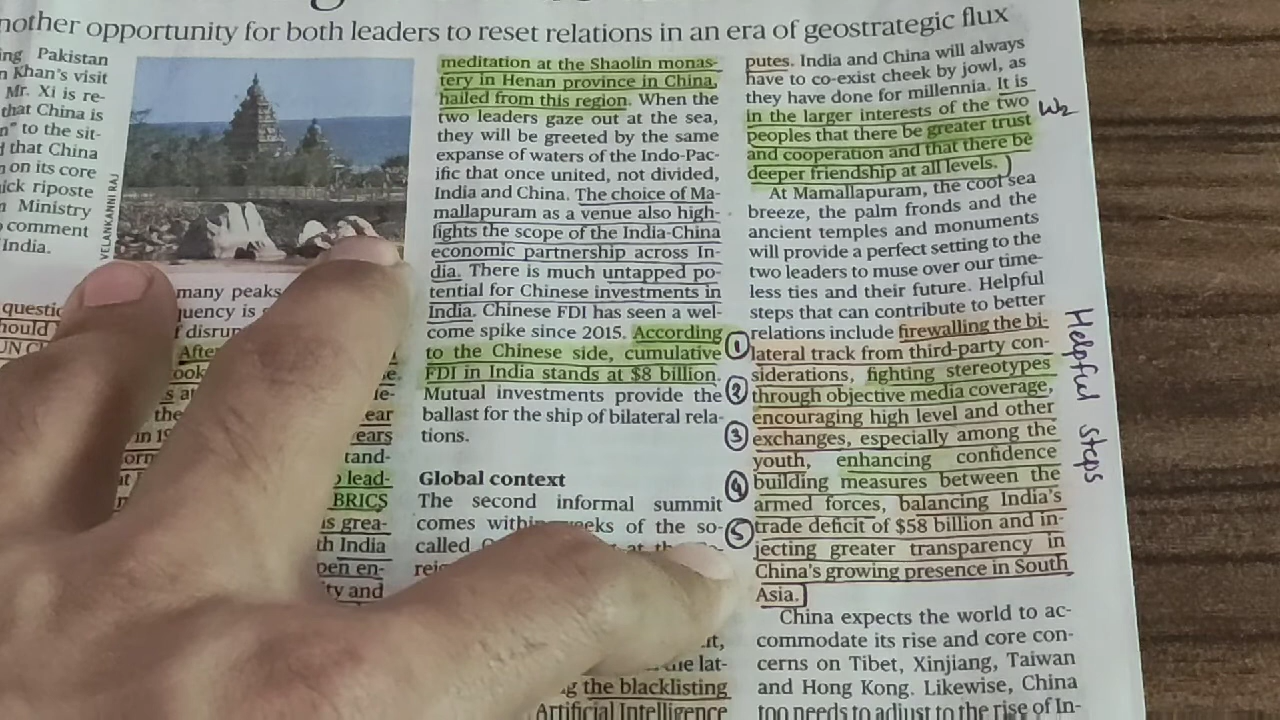 nother opportunity for both leaders to reset relations in an era of geostrategic flux
ing Pakistan
n Khan's visit
Mr. Xi is re-
that China is
n" to the sit-
d that China
n on its core
ick riposte
n Ministry
comment
India.
VELANKANNI RAJ
many peaks
After
ears
tand-
lead-
BRICS
is grea-
th India
pen en-
ity and
meditation at the Shaolin monas-
tery in Henan province in China,
hailed from this region. When the
two leaders gaze out at the sea,
they will be greeted by the same
expanse of waters of the Indo-Pac-
ific that once united, not divided,
India and China. The choice of Ma-
mallapuram as a venue also high-
lights the scope of the India-China
economic partnership across In-
dia. There is much untapped po-
tential for Chinese investments in
India. Chinese FDI has seen a wel-
come spike since 2015. According
to the Chinese side, cumulative
FDI in India stands at $8 billion.
Mutual investments provide the
ballast for the ship of bilateral rela-
tions.
Global context
The second informal summit
comes within weeks of the so-
called
the lat-
the blacklisting
Artificial Intelligence
putes. India and China will always
have to co-exist cheek by jowl, as
they have done for millennia. It is
in the larger interests of the two
peoples that there be greater trust
and cooperation and that there be
deeper friendship at all levels.)
At Mamallapuram, the cool sea
breeze, the palm fronds and the
ancient temples and monuments
will provide a perfect setting to the
two leaders to muse over our time-
less ties and their future. Helpful
steps that can contribute to better
relations include firewalling the bi-
① lateral track from third-party con-
siderations, fighting stereotypes
② through objective media coverage,
encouraging high level and other
③ exchanges, especially among the
youth, enhancing confidence
④ building measures between the
armed forces, balancing India's
⑤ trade deficit of $58 billion and in-
jecting greater transparency in
China's growing presence in South
Asia.]
China expects the world to ac-
commodate its rise and core con-
cerns on Tibet, Xinjiang, Taiwan
and Hong Kong. Likewise, China
too needs to adjust to the rise of In-
Helpful steps